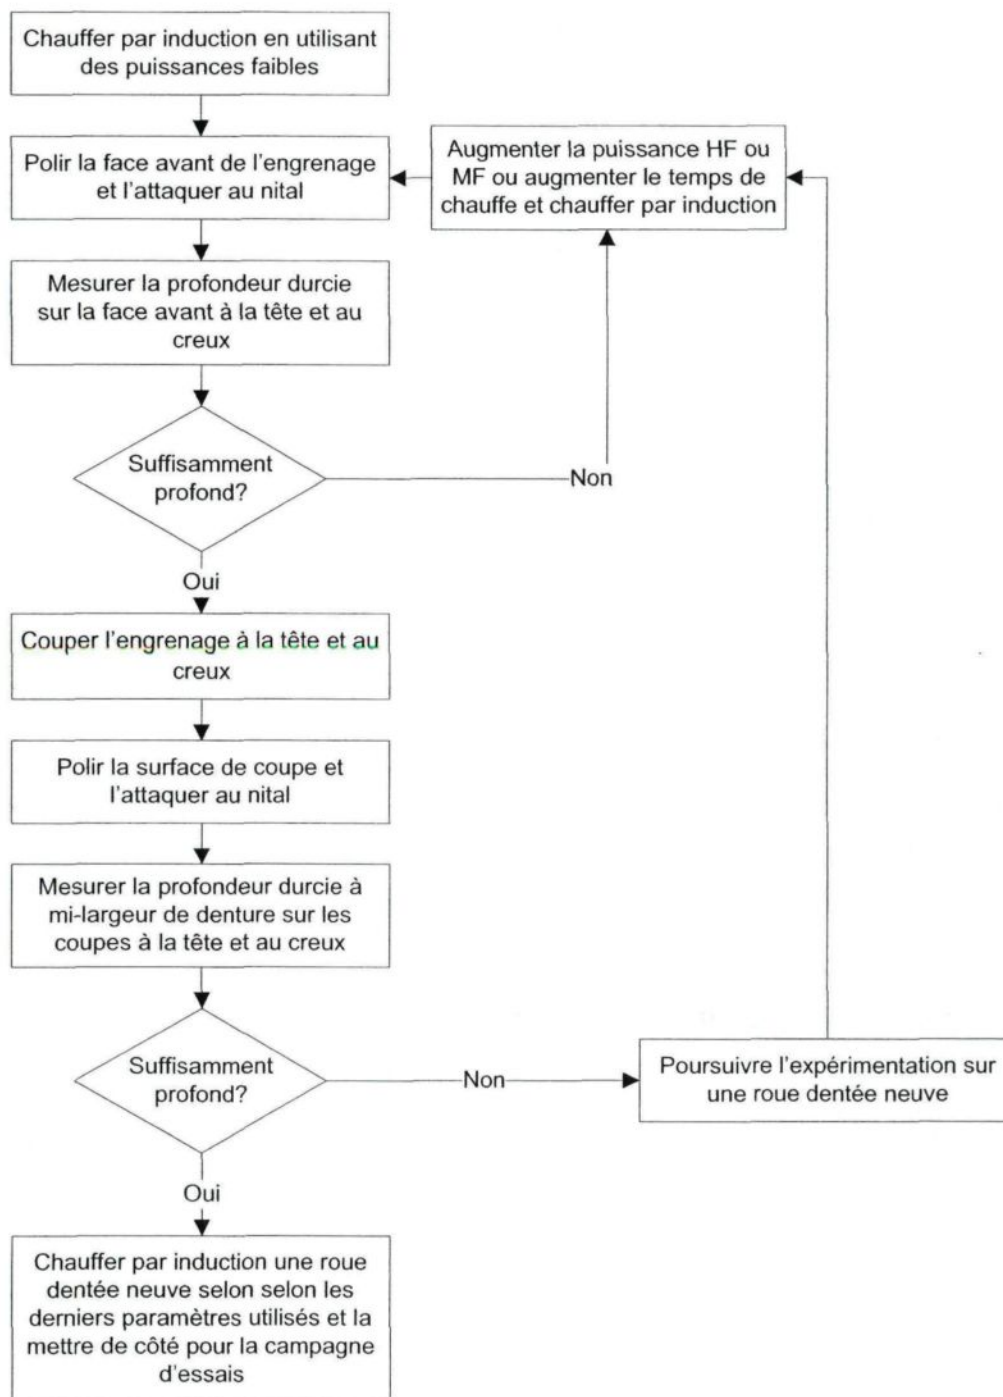 Chauffer par induction en utilisant
des puissances faibles
Polir la face avant de l'engrenage
et l'attaquer au nital
Augmenter la puissance HF ou
MF ou augmenter le temps de
chauffe et chauffer par induction
Mesurer la profondeur durcie
sur la face avant à la tête et au
creux
Suffisamment
profond?
Non
Oui
Couper l'engrenage à la tête et au
creux
Polir la surface de coupe et
l'attaquer au nital
Mesurer la profondeur durcie à
mi-largeur de denture sur les
coupes à la tête et au creux
Suffisamment
profond?
Non
Poursuivre l'expérimentation sur
une roue dentée neuve
Oui
Chauffer par induction une roue
dentée neuve selon selon les
derniers paramètres utilisés et la
mettre de côté pour la campagne
d'essais